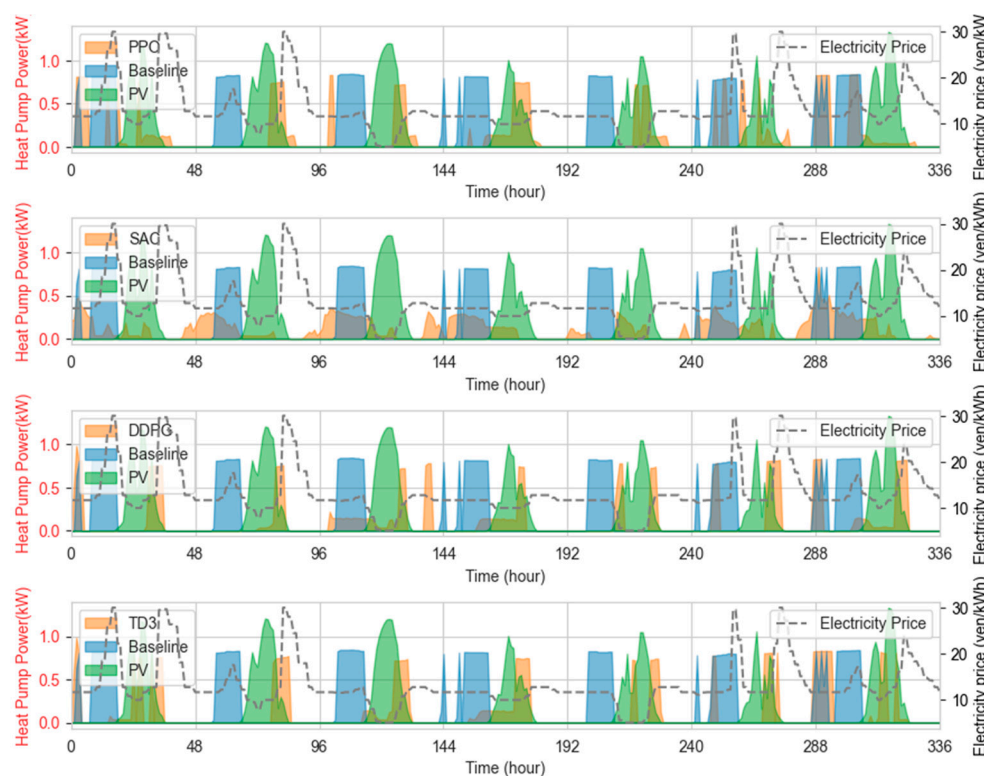 Heat Pump Power(kW)
1.0
0.5
0.0
PPO
Baseline
PV
Electricity Price
30
20
10
Electricity price (yen/kW
0 48 96 144 192 240 288 336
Time (hour)
Heat Pump Power(kW)
1.0
0.5
0.0
SAC
Baseline
PV
Electricity Price
30
20
10
Electricity price (yen/kWh)
0 48 96 144 192 240 288 336
Time (hour)
Heat Pump Power(kW)
1.0
0.5
0.0
DDPG
Baseline
PV
Electricity Price
30
20
10
Electricity price (yen/kWh)
0 48 96 144 192 240 288 336
Time (hour)
Heat Pump Power(kW)
1.0
0.5
0.0
TD3
Baseline
PV
Electricity Price
30
20
10
Electricity price (yen/kWh)
0 48 96 144 192 240 288 336
Time (hour)